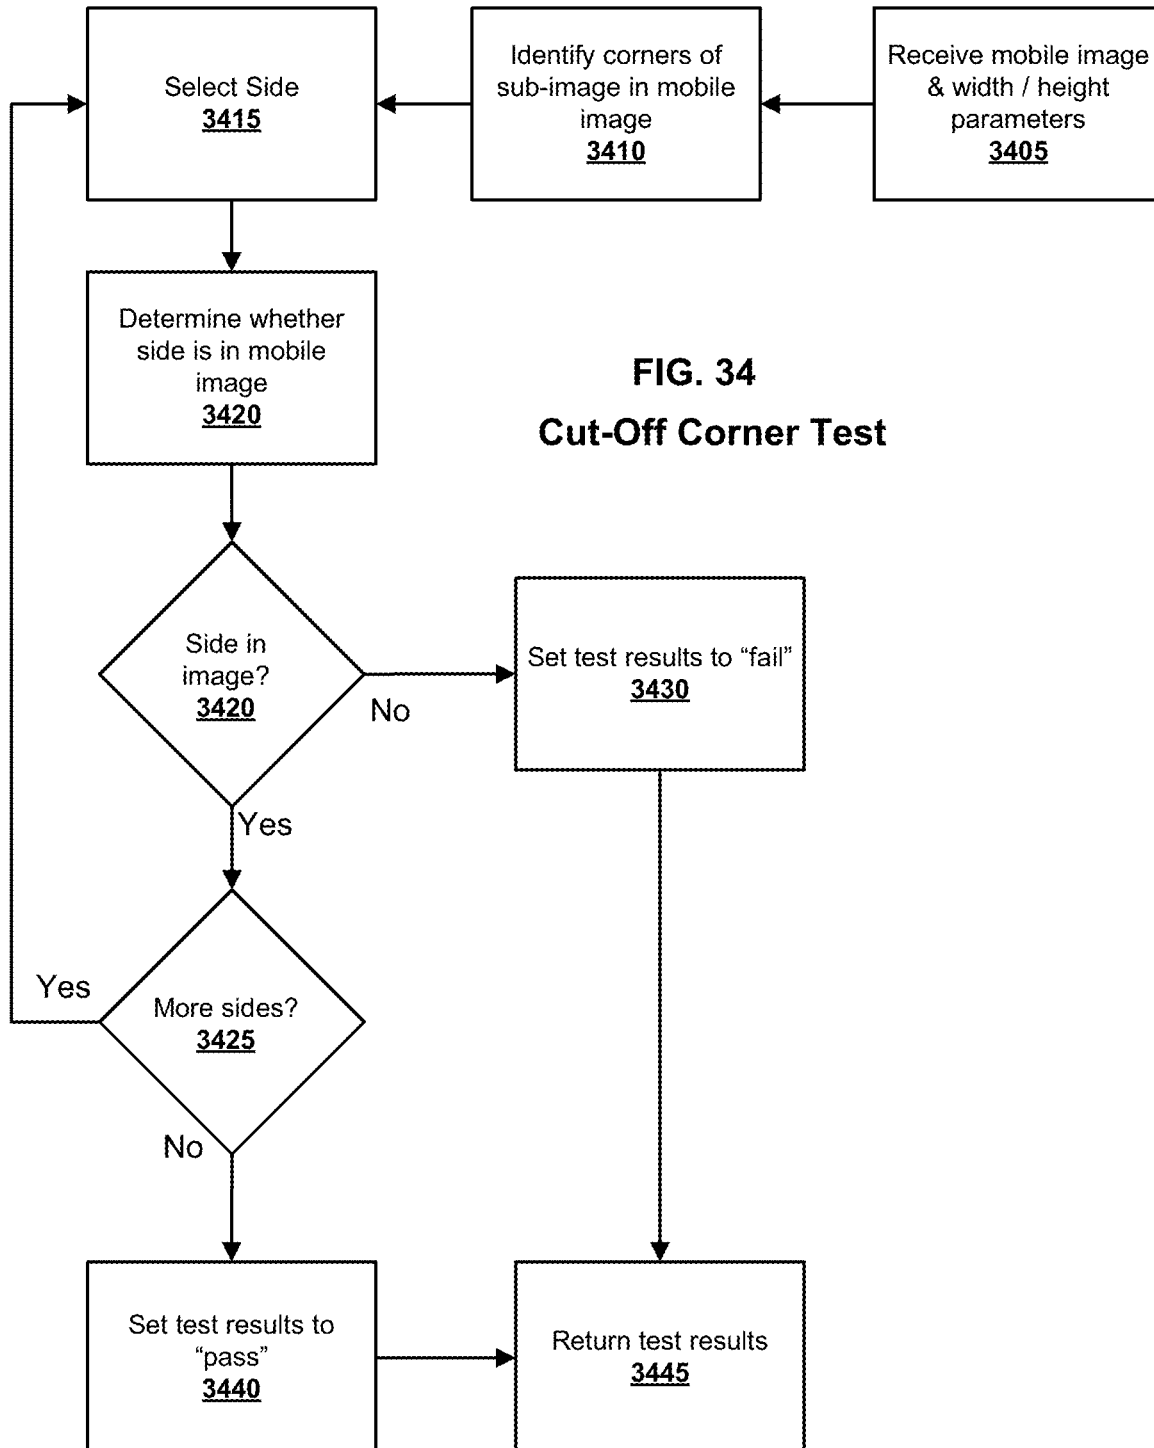 Select Side
3415
Identify corners of
sub-image in mobile
image
3410
Receive mobile image
& width / height
parameters
3405
Determine whether
side is in mobile
image
3420
FIG. 34
Cut-Off Corner Test
Side in
image?
3420
No
Set test results to “fail”
3430
Yes
Yes
More sides?
3425
No
Set test results to
“pass”
3440
Return test results
3445